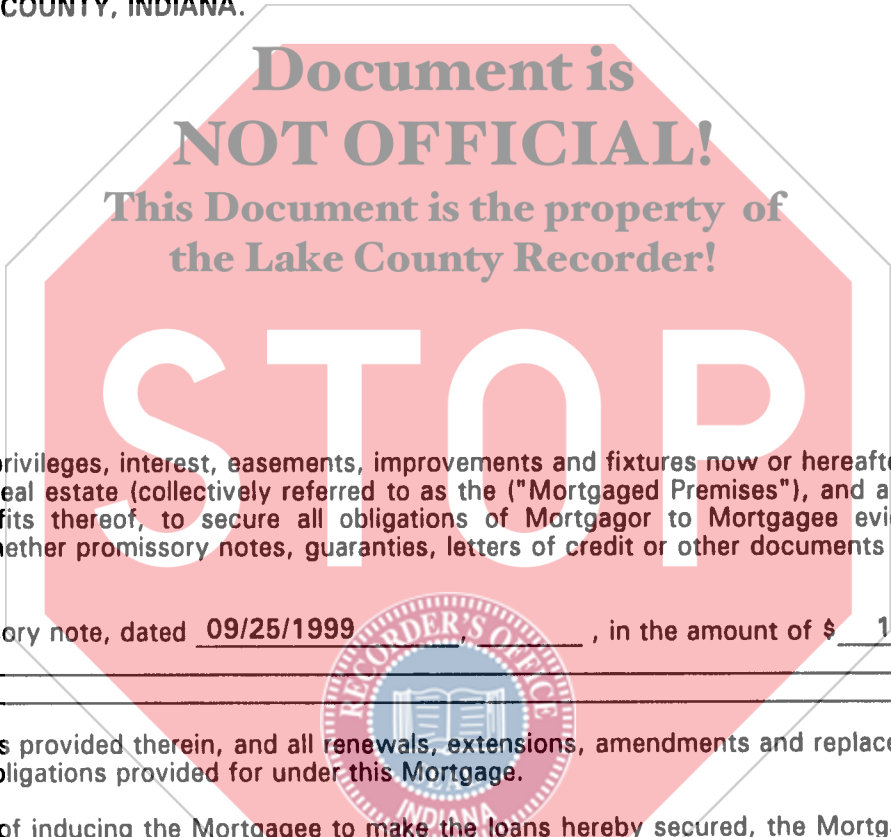 COUNTY, INDIANA.
Document is
NOT OFFICIAL!
This Document is the property of
the Lake County Recorder!
STOP
rivileges, interest, easements, improvements and fixtures now or hereafte
eal estate (collectively referred to as the ("Mortgaged Premises"), and a
fits thereof, to secure all obligations of Mortgagor to Mortgagee evi
ether promissory notes, guaranties, letters of credit or other documents
ory note, dated 09/25/1999 , , in the amount of $ 1
RECORDER'S OFFICE
s provided therein, and all renewals, extensions, amendments and replace
bligations provided for under this Mortgage.
INDIANA
of inducing the Mortgagee to make the loans hereby secured, the Mortg